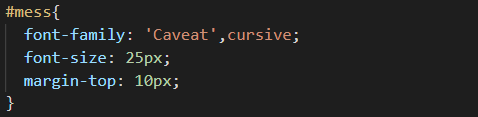 #mess{
  font-family: 'Caveat',cursive;
  font-size: 25px;
  margin-top: 10px;
}